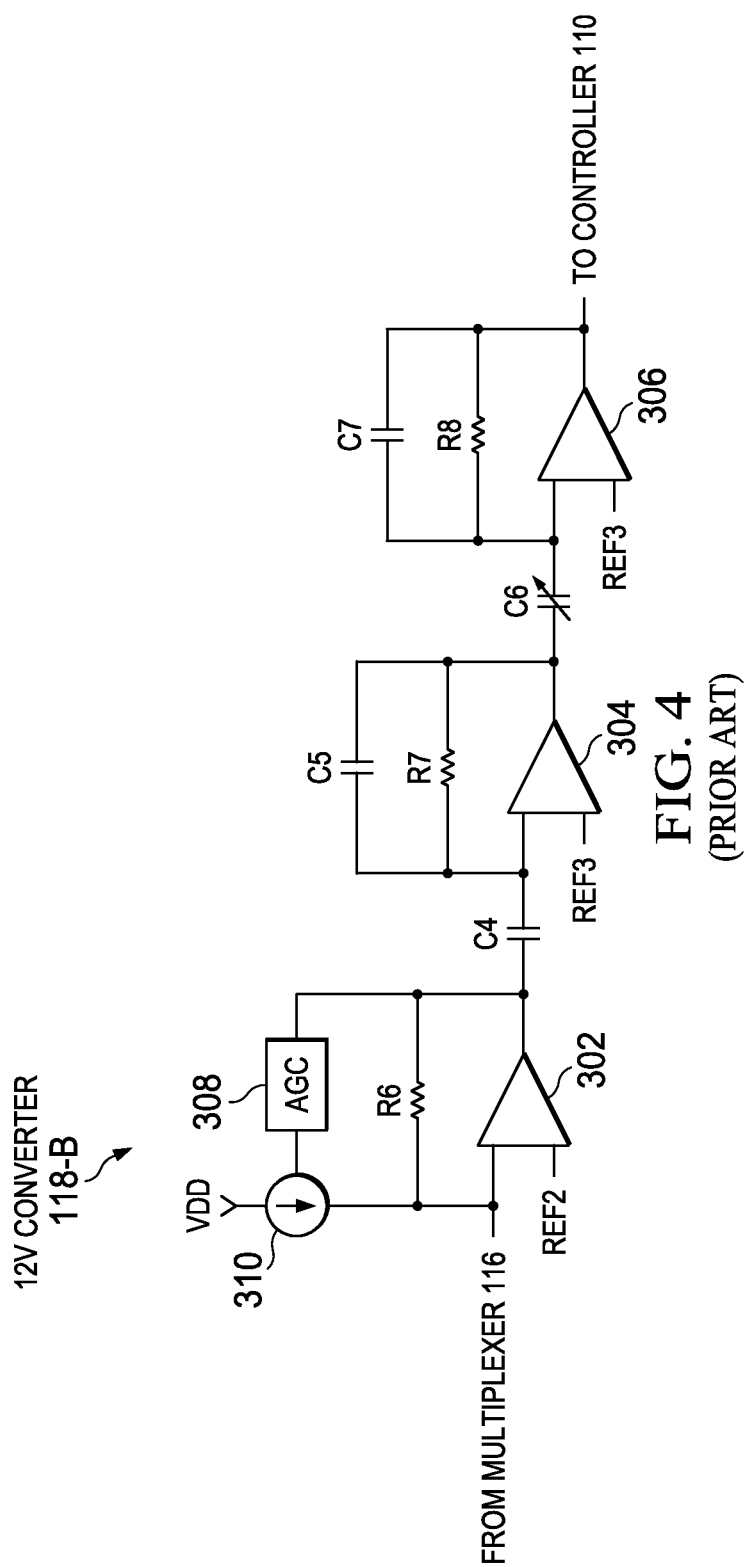 12V CONVERTER
118-B
VDD
310
308
AGC
R6
FROM MULTIPLEXER 116
REF2
302
C4
C5
R7
REF3
304
C6
C7
R8
REF3
306
TO CONTROLLER 110
FIG. 4
(PRIOR ART)